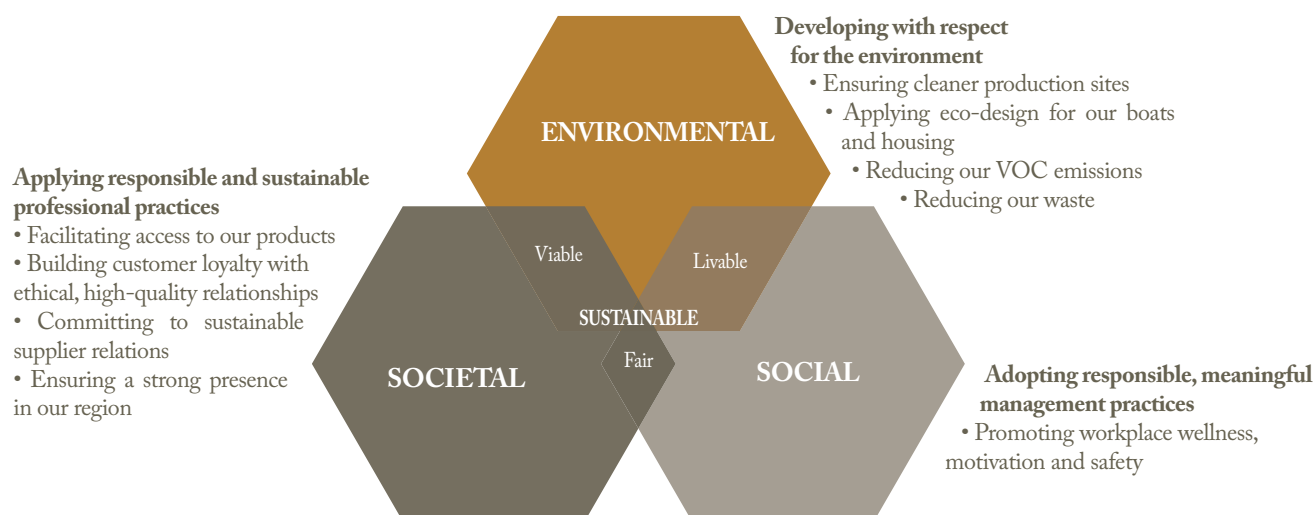 Developing with respect
for the environment
• Ensuring cleaner production sites
• Applying eco-design for our boats
and housing
• Reducing our VOC emissions
• Reducing our waste
ENVIRONMENTAL
Applying responsible and sustainable
professional practices
• Facilitating access to our products
• Building customer loyalty with
ethical, high-quality relationships
• Committing to sustainable
supplier relations
• Ensuring a strong presence
in our region
Viable
Livable
SUSTAINABLE
Fair
SOCIETAL
SOCIAL
Adopting responsible, meaningful
management practices
• Promoting workplace wellness,
motivation and safety